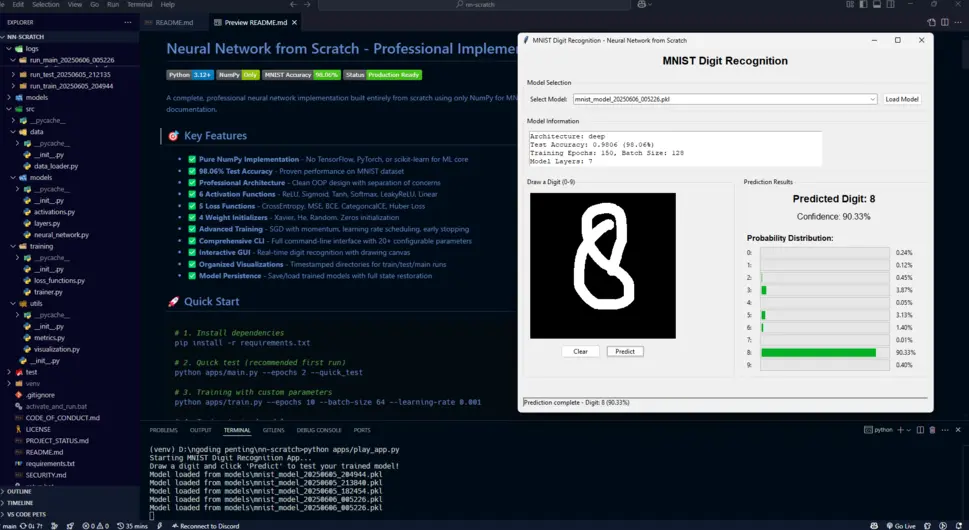 Edit Selection View Go Run Terminal Help
nn-scratch
EXPLORER
README.md
Preview README.md
NN-SCRATCH
logs
run_main_20250606_005226
run_test_20250605_212135
run_train_20250605_204944
models
src
__pycache__
data
__pycache__
__init__.py
data_loader.py
models
__pycache__
__init__.py
activations.py
layers.py
neural_network.py
training
__pycache__
__init__.py
loss_functions.py
trainer.py
utils
__pycache__
__init__.py
metrics.py
visualization.py
__init__.py
test
venv
.gitignore
activate_and_run.bat
CODE_OF_CONDUCT.md
LICENSE
PROJECT_STATUS.md
README.md
requirements.txt
SECURITY.md
OUTLINE
TIMELINE
VS CODE PETS
Neural Network from Scratch - Professional Impleme
Python 3.12+ NumPy Only MNIST Accuracy 98.06% Status Production Ready
A complete, professional neural network implementation built entirely from scratch using only NumPy for MN
documentation.
Key Features
Pure NumPy Implementation - No TensorFlow, PyTorch, or scikit-learn for ML core
98.06% Test Accuracy - Proven performance on MNIST dataset
Professional Architecture - Clean OOP design with separation of concerns
6 Activation Functions - ReLU, Sigmoid, Tanh, Softmax, LeakyReLU, Linear
5 Loss Functions - CrossEntropy, MSE, BCE, CategoricalCE, Huber Loss
4 Weight Initializers - Xavier, He, Random, Zeros initialization
Advanced Training - SGD with momentum, learning rate scheduling, early stopping
Comprehensive CLI - Full command-line interface with 20+ configurable parameters
Interactive GUI - Real-time digit recognition with drawing canvas
Organized Visualizations - Timestamped directories for train/test/main runs
Model Persistence - Save/load trained models with full state restoration
Quick Start
# 1. Install dependencies
pip install -r requirements.txt
# 2. Quick test (recommended first run)
python apps/main.py --epochs 2 --quick_test
# 3. Training with custom parameters
python apps/train.py --epochs 10 --batch-size 64 --learning-rate 0.001
MNIST Digit Recognition - Neural Network from Scratch
MNIST Digit Recognition
Model Selection
Select Model: mnist_model_20250606_005226.pkl Load Model
Model Information
Architecture: deep
Test Accuracy: 0.9806 (98.06%)
Training Epochs: 150, Batch Size: 128
Model Layers: 7
Draw a Digit (0-9)
8
Clear Predict
Prediction Results
Predicted Digit: 8
Confidence: 90.33%
Probability Distribution:
0: 0.24%
1: 0.12%
2: 0.45%
3: 3.87%
4: 0.05%
5: 3.13%
6: 1.40%
7: 0.01%
8: 90.33%
9: 0.40%
Prediction complete - Digit: 8 (90.33%)
PROBLEMS OUTPUT TERMINAL GITLENS DEBUG CONSOLE PORTS
python
(venv) D:\ngoding penting\nn-scratch>python apps/play_app.py
Starting MNIST Digit Recognition App...
Draw a digit and click 'Predict' to test your trained model!
Model loaded from models\mnist_model_20250605_204944.pkl
Model loaded from models\mnist_model_20250605_213840.pkl
Model loaded from models\mnist_model_20250605_182454.pkl
Model loaded from models\mnist_model_20250606_005226.pkl
Model loaded from models\mnist_model_20250606_005226.pkl
main 0↓ 7↑ 0 0 35 mins Reconnect to Discord
Go Live